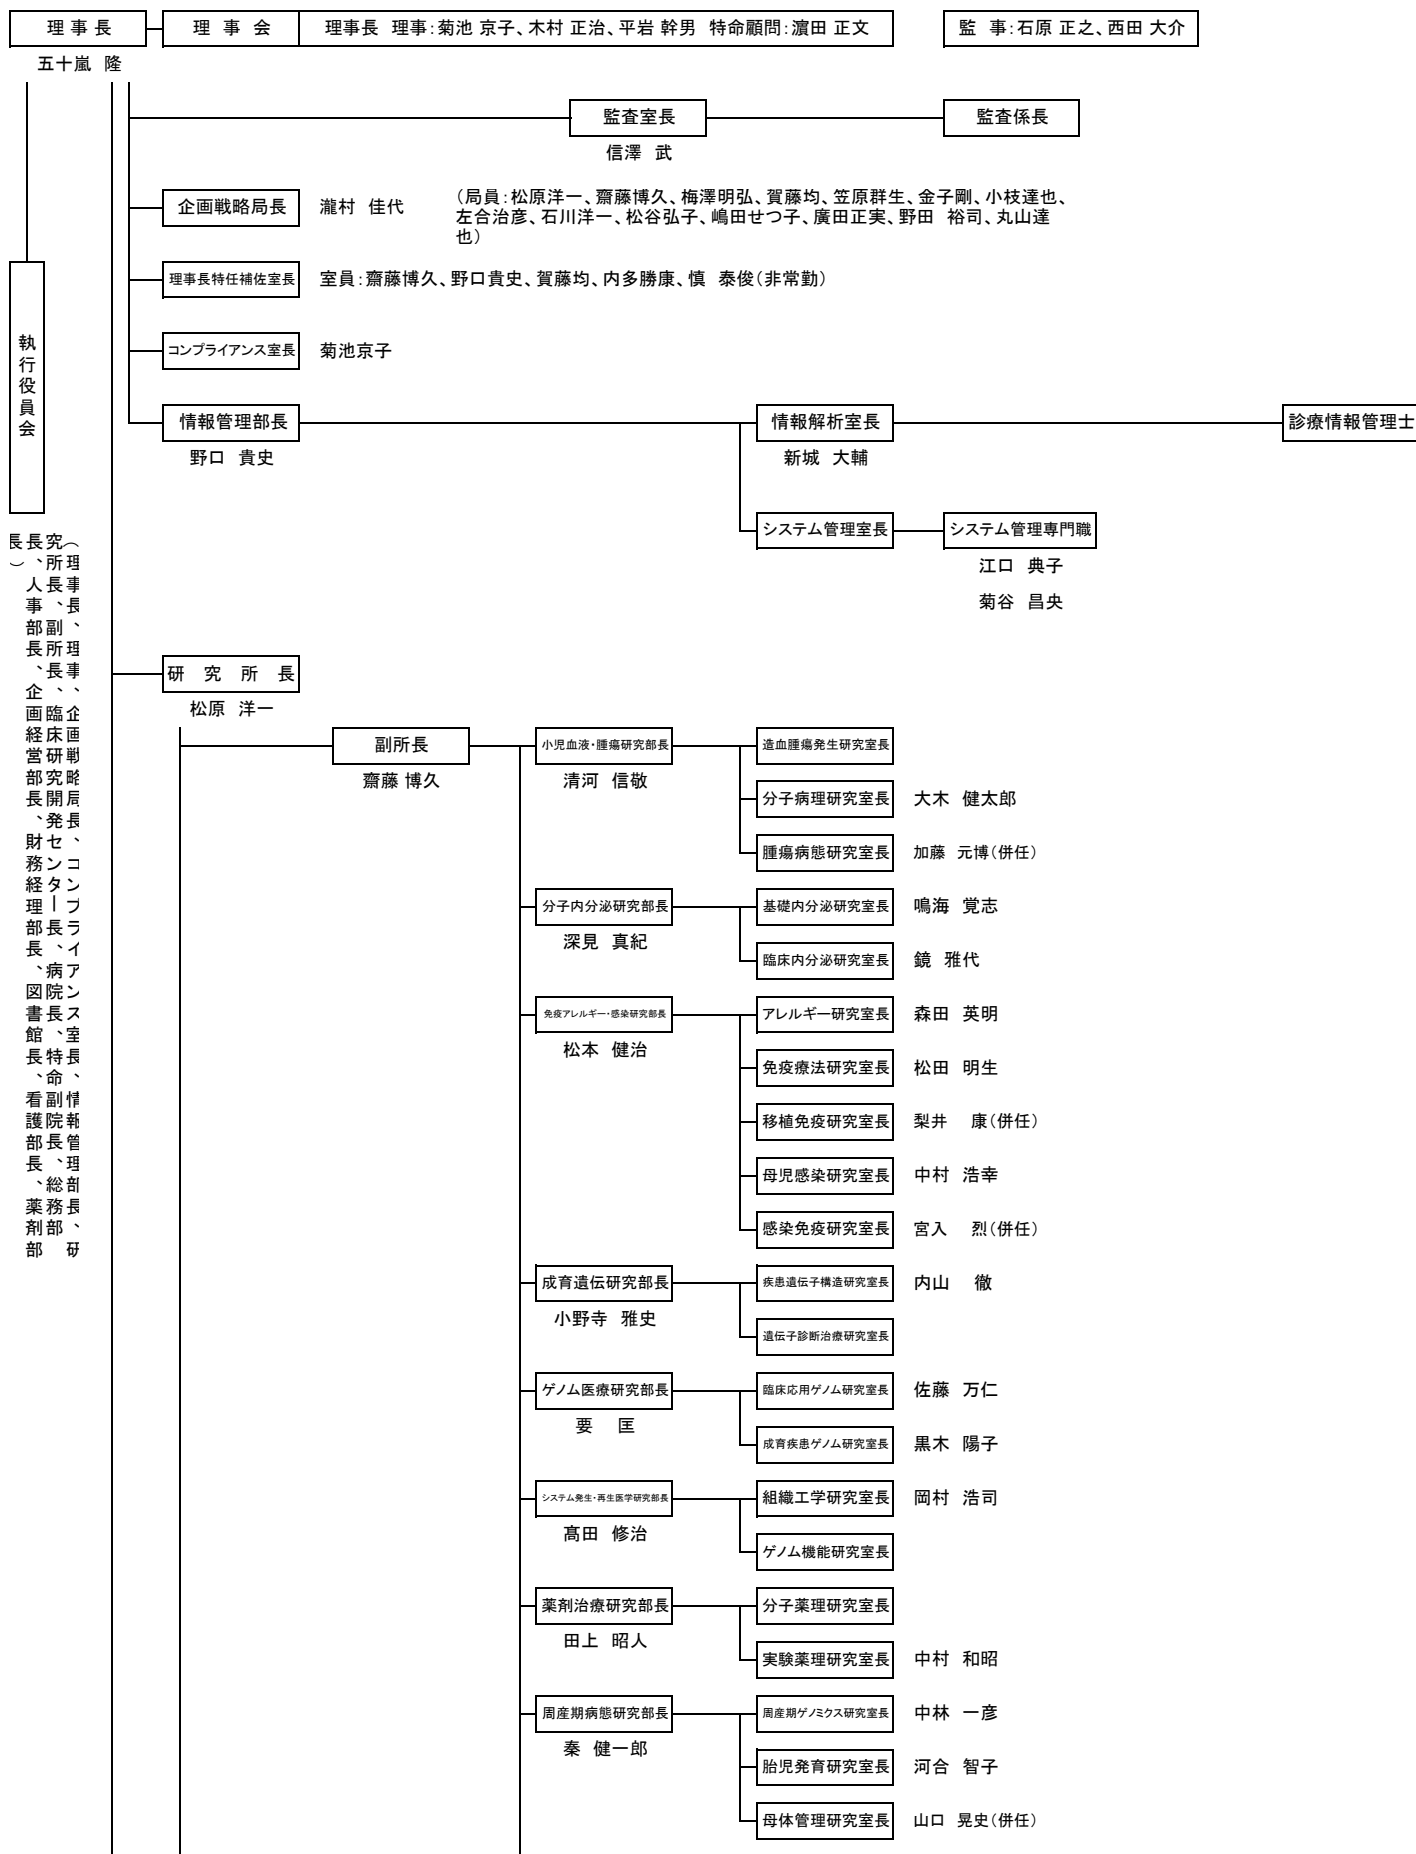 理 事 長
理 事 会
理事長 理事：菊池 京子、木村 正治、平岩 幹男 特命顧問：濵田 正文
監 事：石原 正之、西田 大介
五十嵐 隆
監査室長
監査係長
信澤 武
企画戦略局長
瀧村 佳代
（局員：松原洋一、齋藤博久、梅澤明弘、賀藤均、笠原群生、金子剛、小枝達也、
左合治彦、石川洋一、松谷弘子、嶋田せつ子、廣田正実、野田 裕司、丸山達
也）
理事長特任補佐室長
室員：齋藤博久、野口貴史、賀藤均、内多勝康、慎 泰俊（非常勤）
コンプライアンス室長
菊池京子
執行役員会
（理事長、理事、企画戦略局長、コンプライアンス室長、情報管理部長、研
究所長、副所長、臨床研究開発センター長、病院長、特命副院長、総務部
長、人事部長、企画経営部長、財務経理部長、図書館長、看護部長、薬剤部
長）
情報管理部長
情報解析室長
診療情報管理士
野口 貴史
新城 大輔
システム管理室長
システム管理専門職
江口 典子
菊谷 昌央
研 究 所 長
松原 洋一
副所長
齋藤 博久
小児血液・腫瘍研究部長
清河 信敬
造血腫瘍発生研究室長
分子病理研究室長
大木 健太郎
腫瘍病態研究室長
加藤 元博（併任）
分子内分泌研究部長
深見 真紀
基礎内分泌研究室長
鳴海 覚志
臨床内分泌研究室長
鏡 雅代
免疫アレルギー・感染研究部長
松本 健治
アレルギー研究室長
森田 英明
免疫療法研究室長
松田 明生
移植免疫研究室長
梨井 康（併任）
母児感染研究室長
中村 浩幸
感染免疫研究室長
宮入 烈（併任）
成育遺伝研究部長
小野寺 雅史
疾患遺伝子構造研究室長
内山 徹
遺伝子診断治療研究室長
ゲノム医療研究部長
要 匡
臨床応用ゲノム研究室長
佐藤 万仁
成育疾患ゲノム研究室長
黒木 陽子
システム発生・再生医学研究部長
髙田 修治
組織工学研究室長
岡村 浩司
ゲノム機能研究室長
薬剤治療研究部長
田上 昭人
分子薬理研究室長
実験薬理研究室長
中村 和昭
周産期病態研究部長
秦 健一郎
周産期ゲノミクス研究室長
中林 一彦
胎児発育研究室長
河合 智子
母体管理研究室長
山口 晃史（併任）